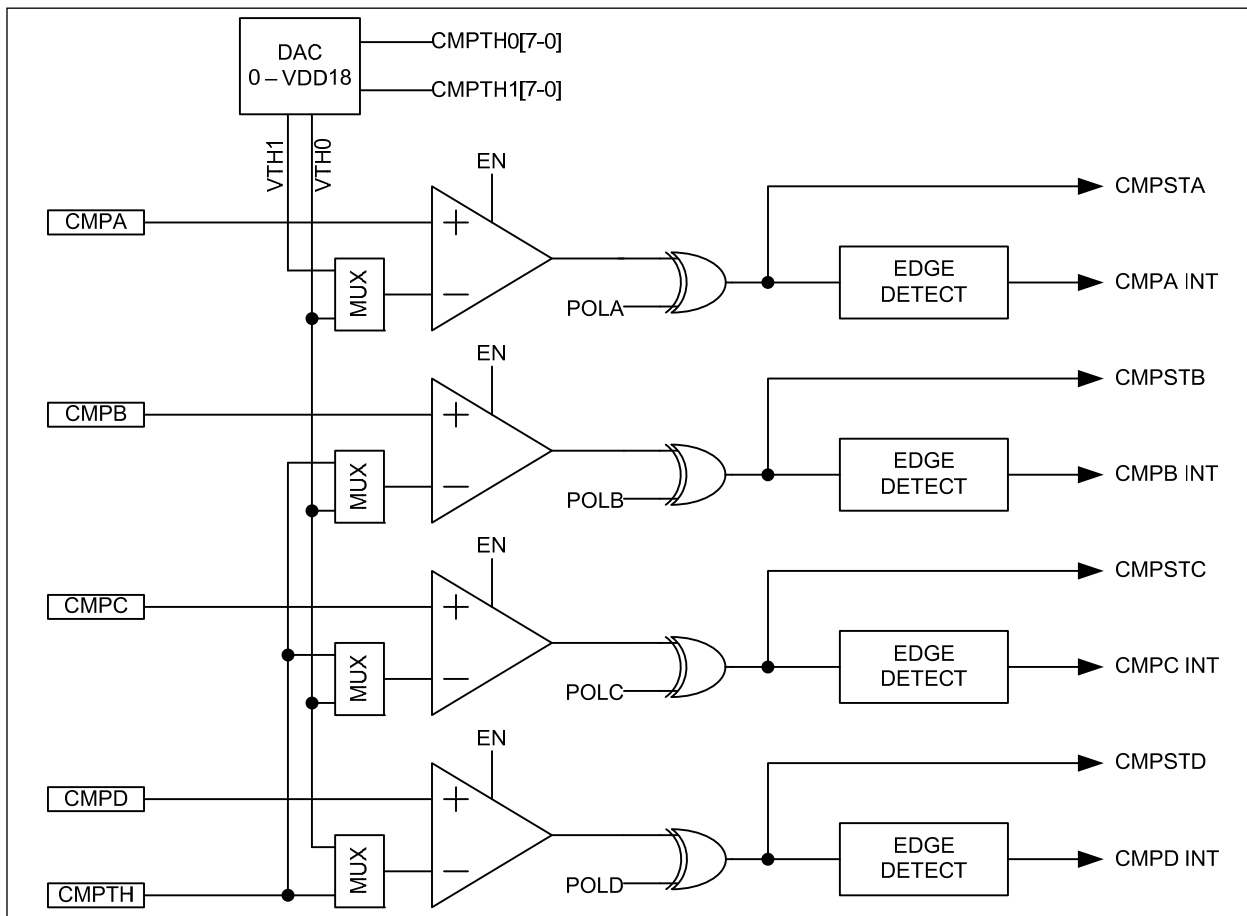 DAC
0 – VDD18
CMPTH0[7-0]
CMPTH1[7-0]
VTH1
VTH0
EN
CMPSTA
CMPA
+
MUX
−
POLA
EDGE
DETECT
CMPA INT
EN
CMPSTB
CMPB
+
MUX
−
POLB
EDGE
DETECT
CMPB INT
EN
CMPSTC
CMPC
+
MUX
−
POLC
EDGE
DETECT
CMPC INT
EN
CMPSTD
CMPD
+
MUX
−
POLD
EDGE
DETECT
CMPD INT
CMPTH